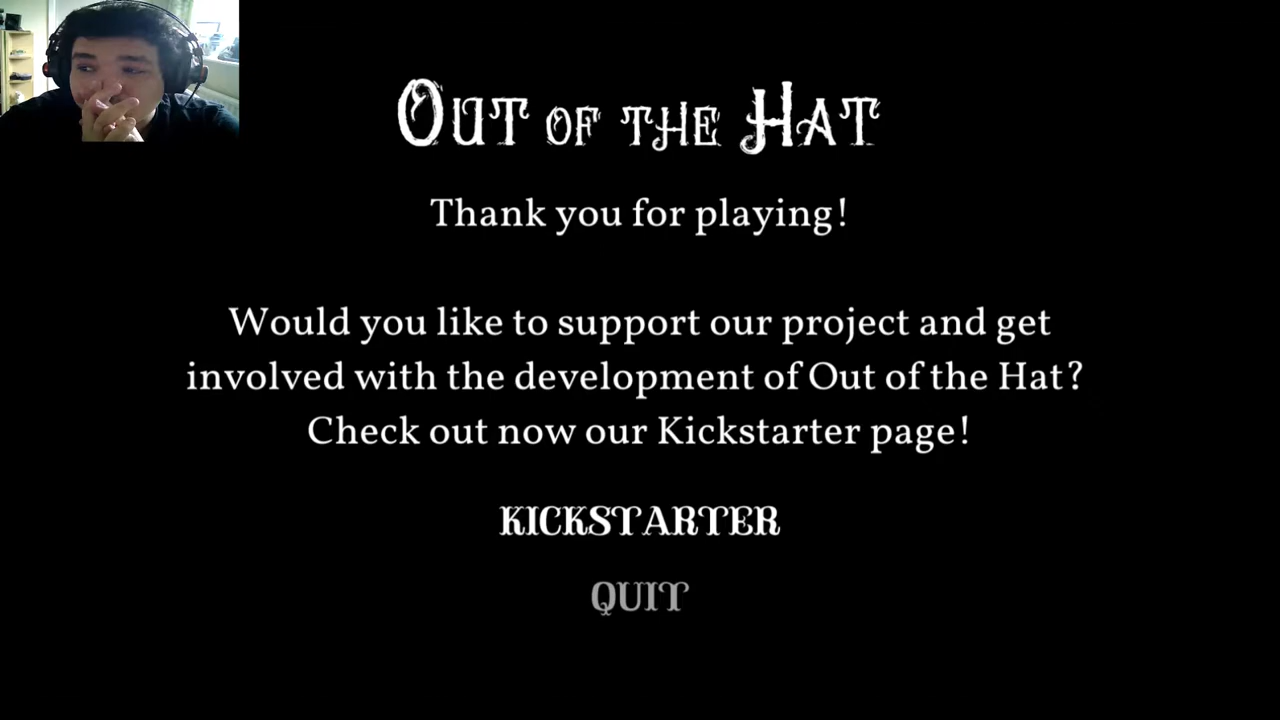 OUT OF THE HAT
Thank you for playing!
Would you like to support our project and get
involved with the development of Out of the Hat?
Check out now our Kickstarter page!
KICKSTARTER
QUIT